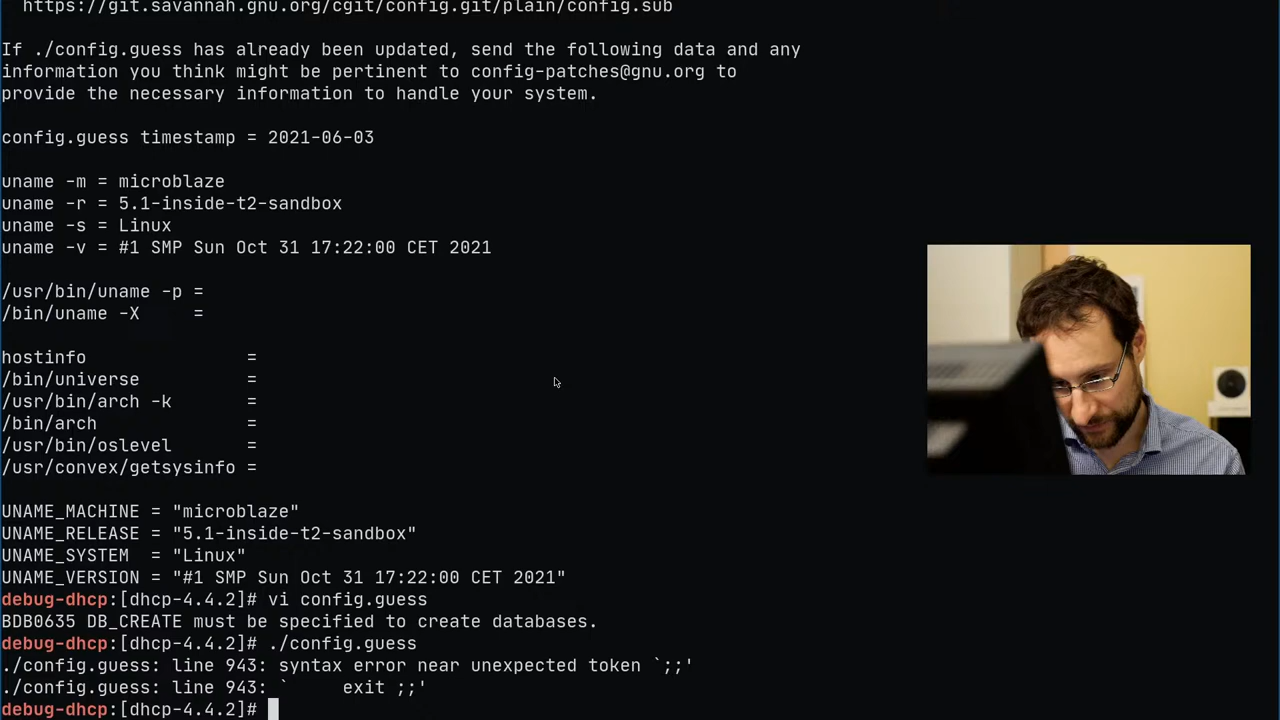 https://git.savannah.gnu.org/cgit/config.git/plain/config.sub
If ./config.guess has already been updated, send the following data and any
information you think might be pertinent to config-patches@gnu.org to
provide the necessary information to handle your system.
config.guess timestamp = 2021-06-03
uname -m = microblaze
uname -r = 5.1-inside-t2-sandbox
uname -s = Linux
uname -v = #1 SMP Sun Oct 31 17:22:00 CET 2021
/usr/bin/uname -p =
/bin/uname -X     =
hostinfo               =
/bin/universe          =
/usr/bin/arch -k       =
/bin/arch              =
/usr/bin/oslevel       =
/usr/convex/getsysinfo =
UNAME_MACHINE = "microblaze"
UNAME_RELEASE = "5.1-inside-t2-sandbox"
UNAME_SYSTEM  = "Linux"
UNAME_VERSION = "#1 SMP Sun Oct 31 17:22:00 CET 2021"
debug-dhcp:[dhcp-4.4.2]# vi config.guess
BDB0635 DB_CREATE must be specified to create databases.
debug-dhcp:[dhcp-4.4.2]# ./config.guess
./config.guess: line 943: syntax error near unexpected token `;;'
./config.guess: line 943: `     exit ;;'
debug-dhcp:[dhcp-4.4.2]#